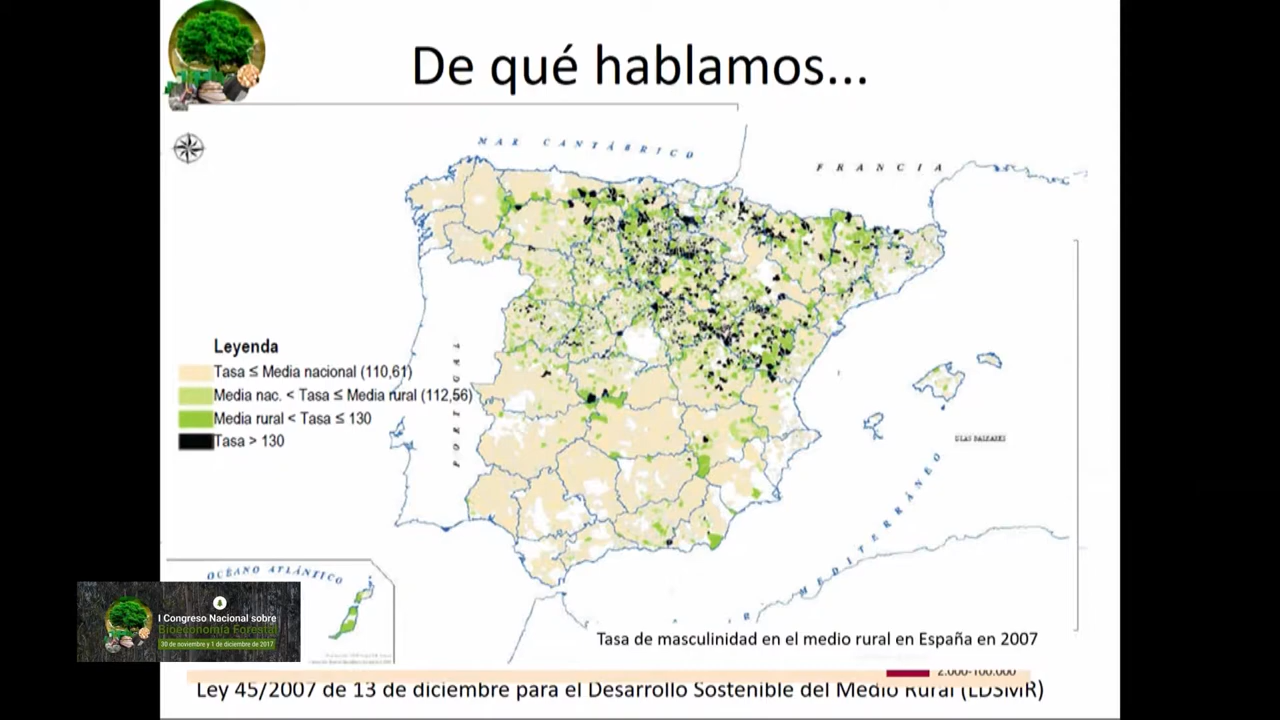 De qué hablamos...
MAR CANTÁBRICO
FRANCIA
Leyenda
Tasa ≤ Media nacional (110,61)
Media nac. < Tasa ≤ Media rural (112,56)
Media rural < Tasa ≤ 130
Tasa > 130
PORTUGAL
ISLAS BALEARES
MEDITERRÁNEO
OCÉANO ATLÁNTICO
I Congreso Nacional sobre
Bioeconomía Forestal
30 de noviembre y 1 de diciembre de 2017
Tasa de masculinidad en el medio rural en España en 2007
2.000-100.000
Ley 45/2007 de 13 de diciembre para el Desarrollo Sostenible del Medio Rural (LDSMR)